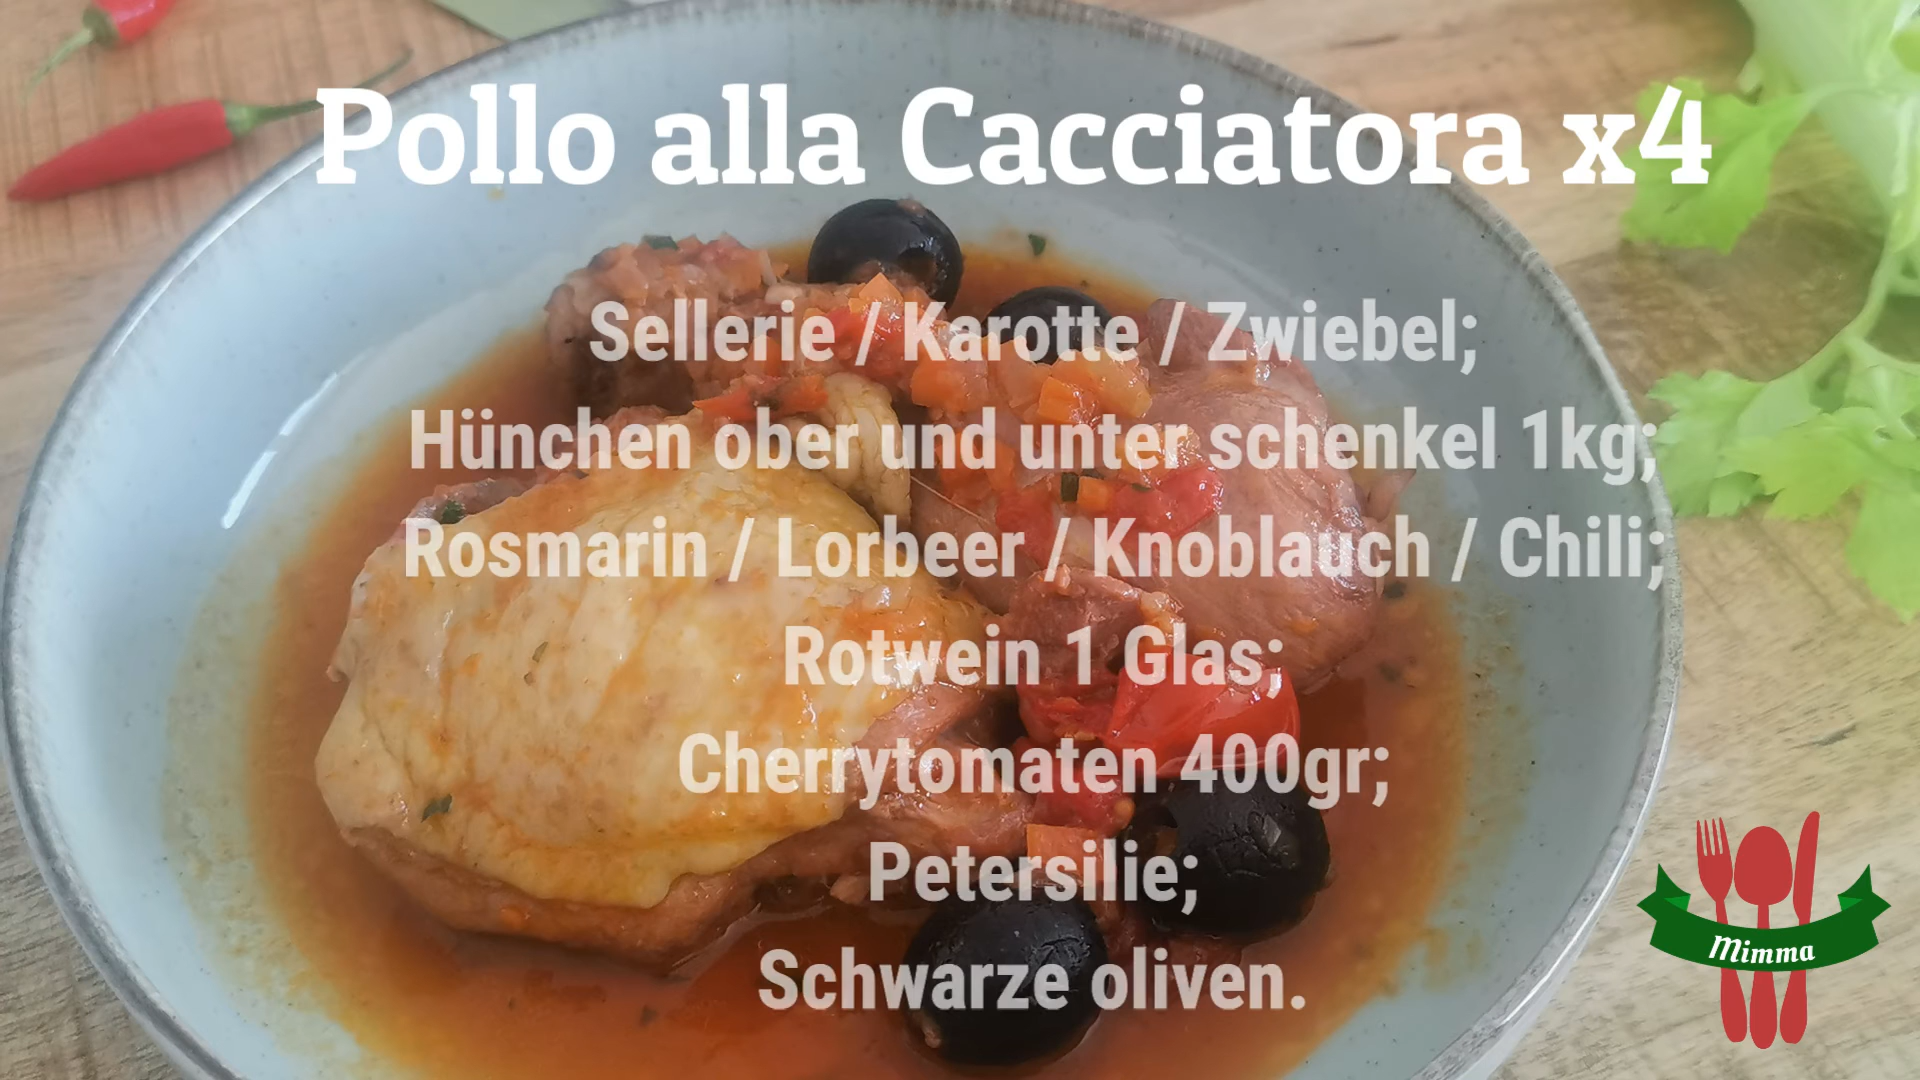 Pollo alla Cacciatora x4
Sellerie / Karotte / Zwiebel;
Hünchen ober und unter schenkel 1kg;
Rosmarin / Lorbeer / Knoblauch / Chili;
Rotwein 1 Glas;
Cherrytomaten 400gr;
Petersilie;
Schwarze oliven.
Mimma